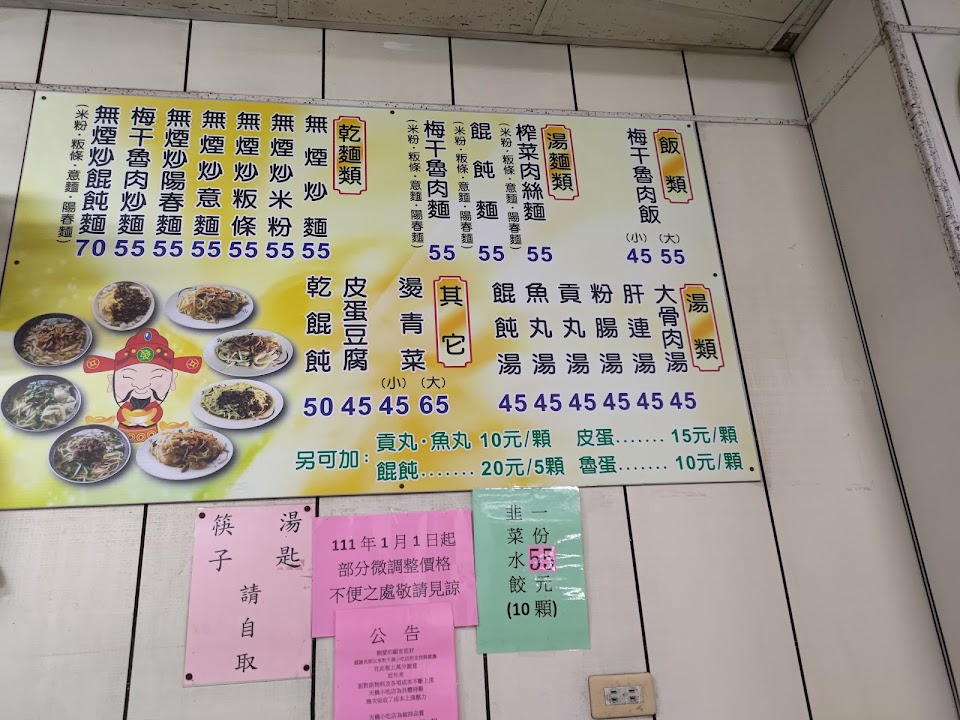 飯類
梅干魯肉飯
(小) (大)
45 55
湯麵類
榨菜肉絲麵
(米粉・粄條・意麵・陽春麵)
55
餛飩麵
(米粉・粄條・意麵・陽春麵)
55
梅干魯肉麵
(米粉・粄條・意麵・陽春麵)
55
乾麵類
無煙炒麵
55
無煙炒米粉
55
無煙炒粄條
55
無煙炒意麵
55
無煙炒陽春麵
55
梅干魯肉炒麵
55
無煙炒餛飩麵
(米粉・粄條・意麵・陽春麵)
70
湯類
大骨肉湯
45
肝連湯
45
粉腸湯
45
貢丸湯
45
魚丸湯
45
餛飩湯
45
其它
燙青菜
(小) (大)
45 65
皮蛋豆腐
45
乾餛飩
50
另可加：
貢丸・魚丸 10元/顆
皮蛋....... 15元/顆
餛飩....... 20元/5顆
魯蛋....... 10元/顆
湯匙
筷子
請自取
111年1月1日起
部分微調整價格
不便之處敬請見諒
一份55元
韭菜水餃
(10顆)
公告